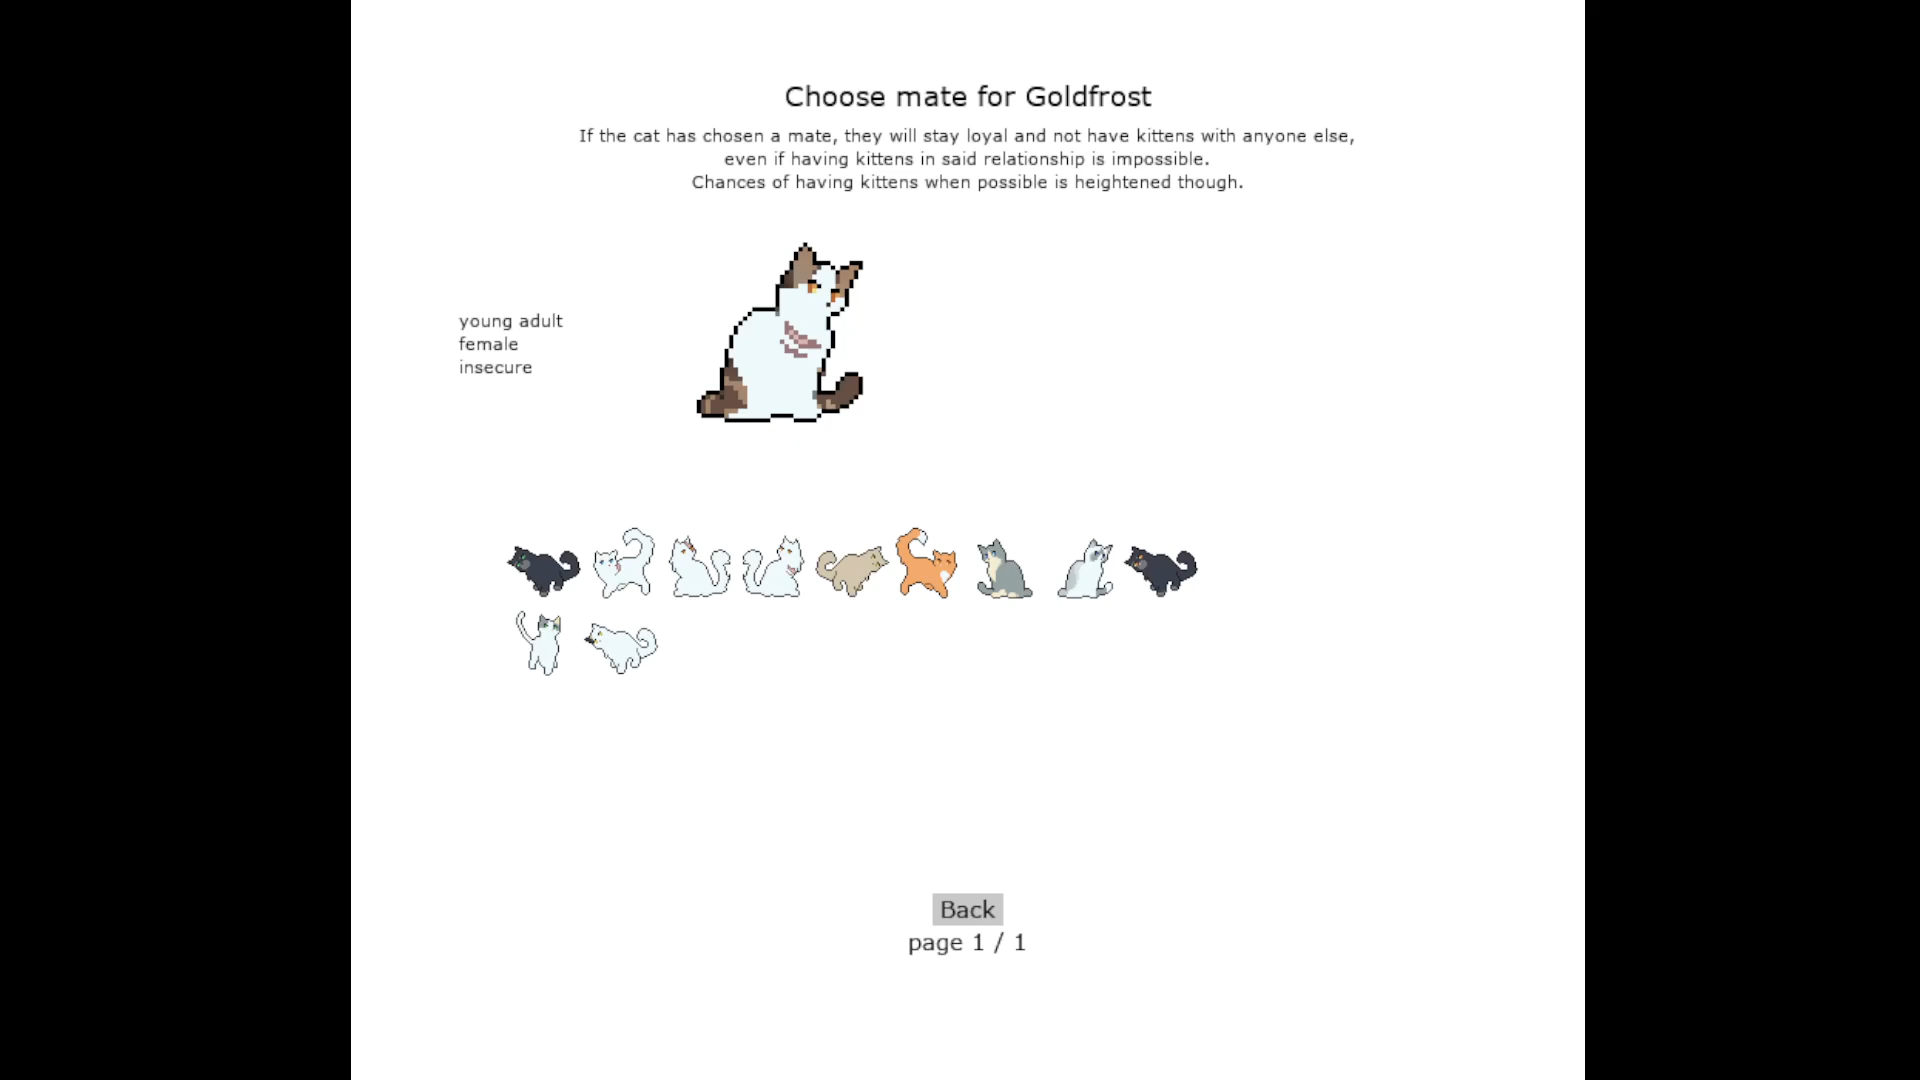 Choose mate for Goldfrost
If the cat has chosen a mate, they will stay loyal and not have kittens with anyone else,
even if having kittens in said relationship is impossible.
Chances of having kittens when possible is heightened though.
young adult
female
insecure
Back
page 1 / 1